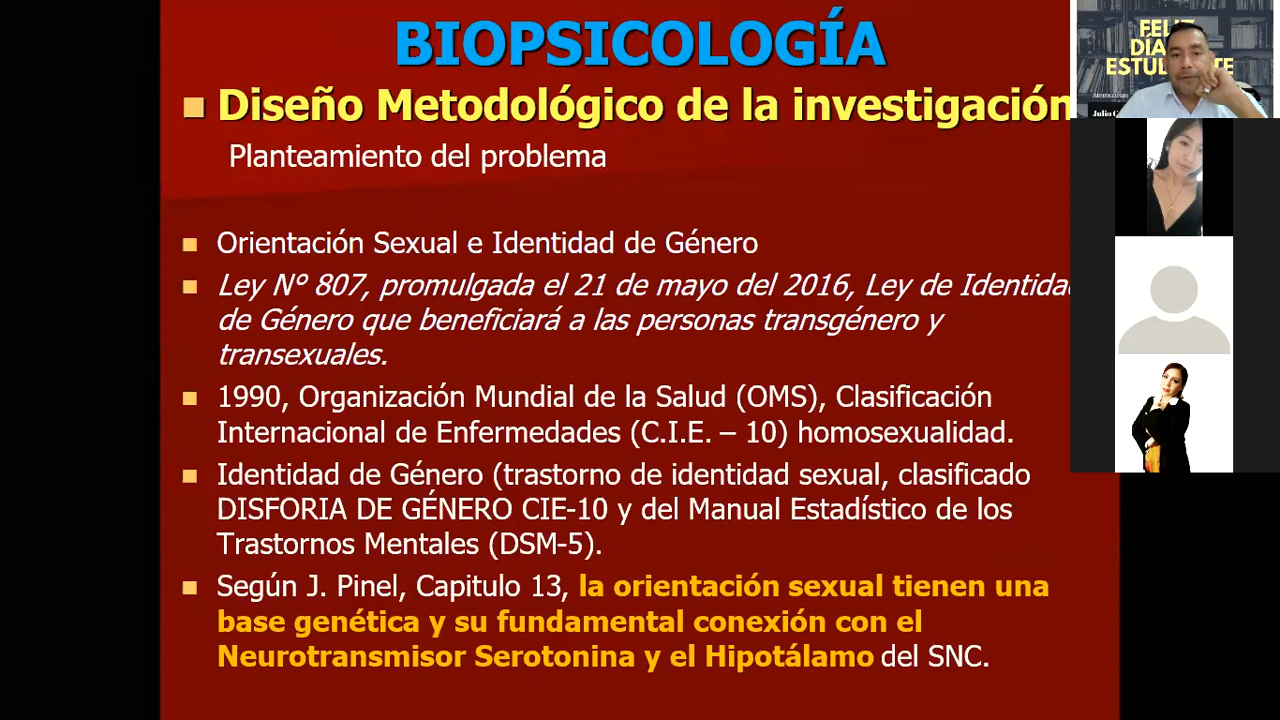 BIOPSICOLOGÍA
Diseño Metodológico de la investigación
Planteamiento del problema
Orientación Sexual e Identidad de Género
Ley N° 807, promulgada el 21 de mayo del 2016, Ley de Identidad
de Género que beneficiará a las personas transgénero y
transexuales.
1990, Organización Mundial de la Salud (OMS), Clasificación
Internacional de Enfermedades (C.I.E. – 10) homosexualidad.
Identidad de Género (trastorno de identidad sexual, clasificado
DISFORIA DE GÉNERO CIE-10 y del Manual Estadístico de los
Trastornos Mentales (DSM-5).
Según J. Pinel, Capitulo 13, la orientación sexual tienen una
base genética y su fundamental conexión con el
Neurotransmisor Serotonina y el Hipotálamo del SNC.
FELIZ
DÍA
Julio